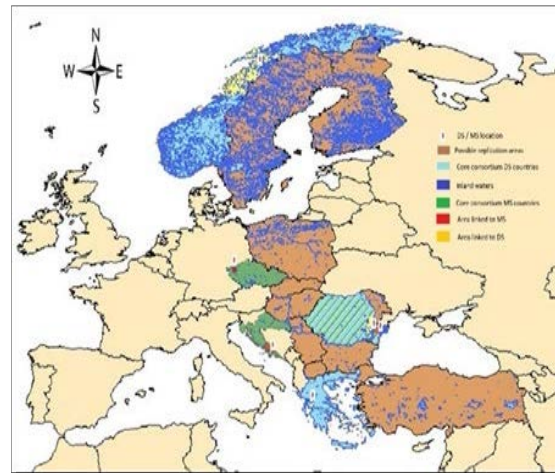 N
W E
S
DS / MS location
Possible replication areas
Core consortium DS countries
Inland waters
Core consortium MS countries
Area linked to MS
Area linked to DS